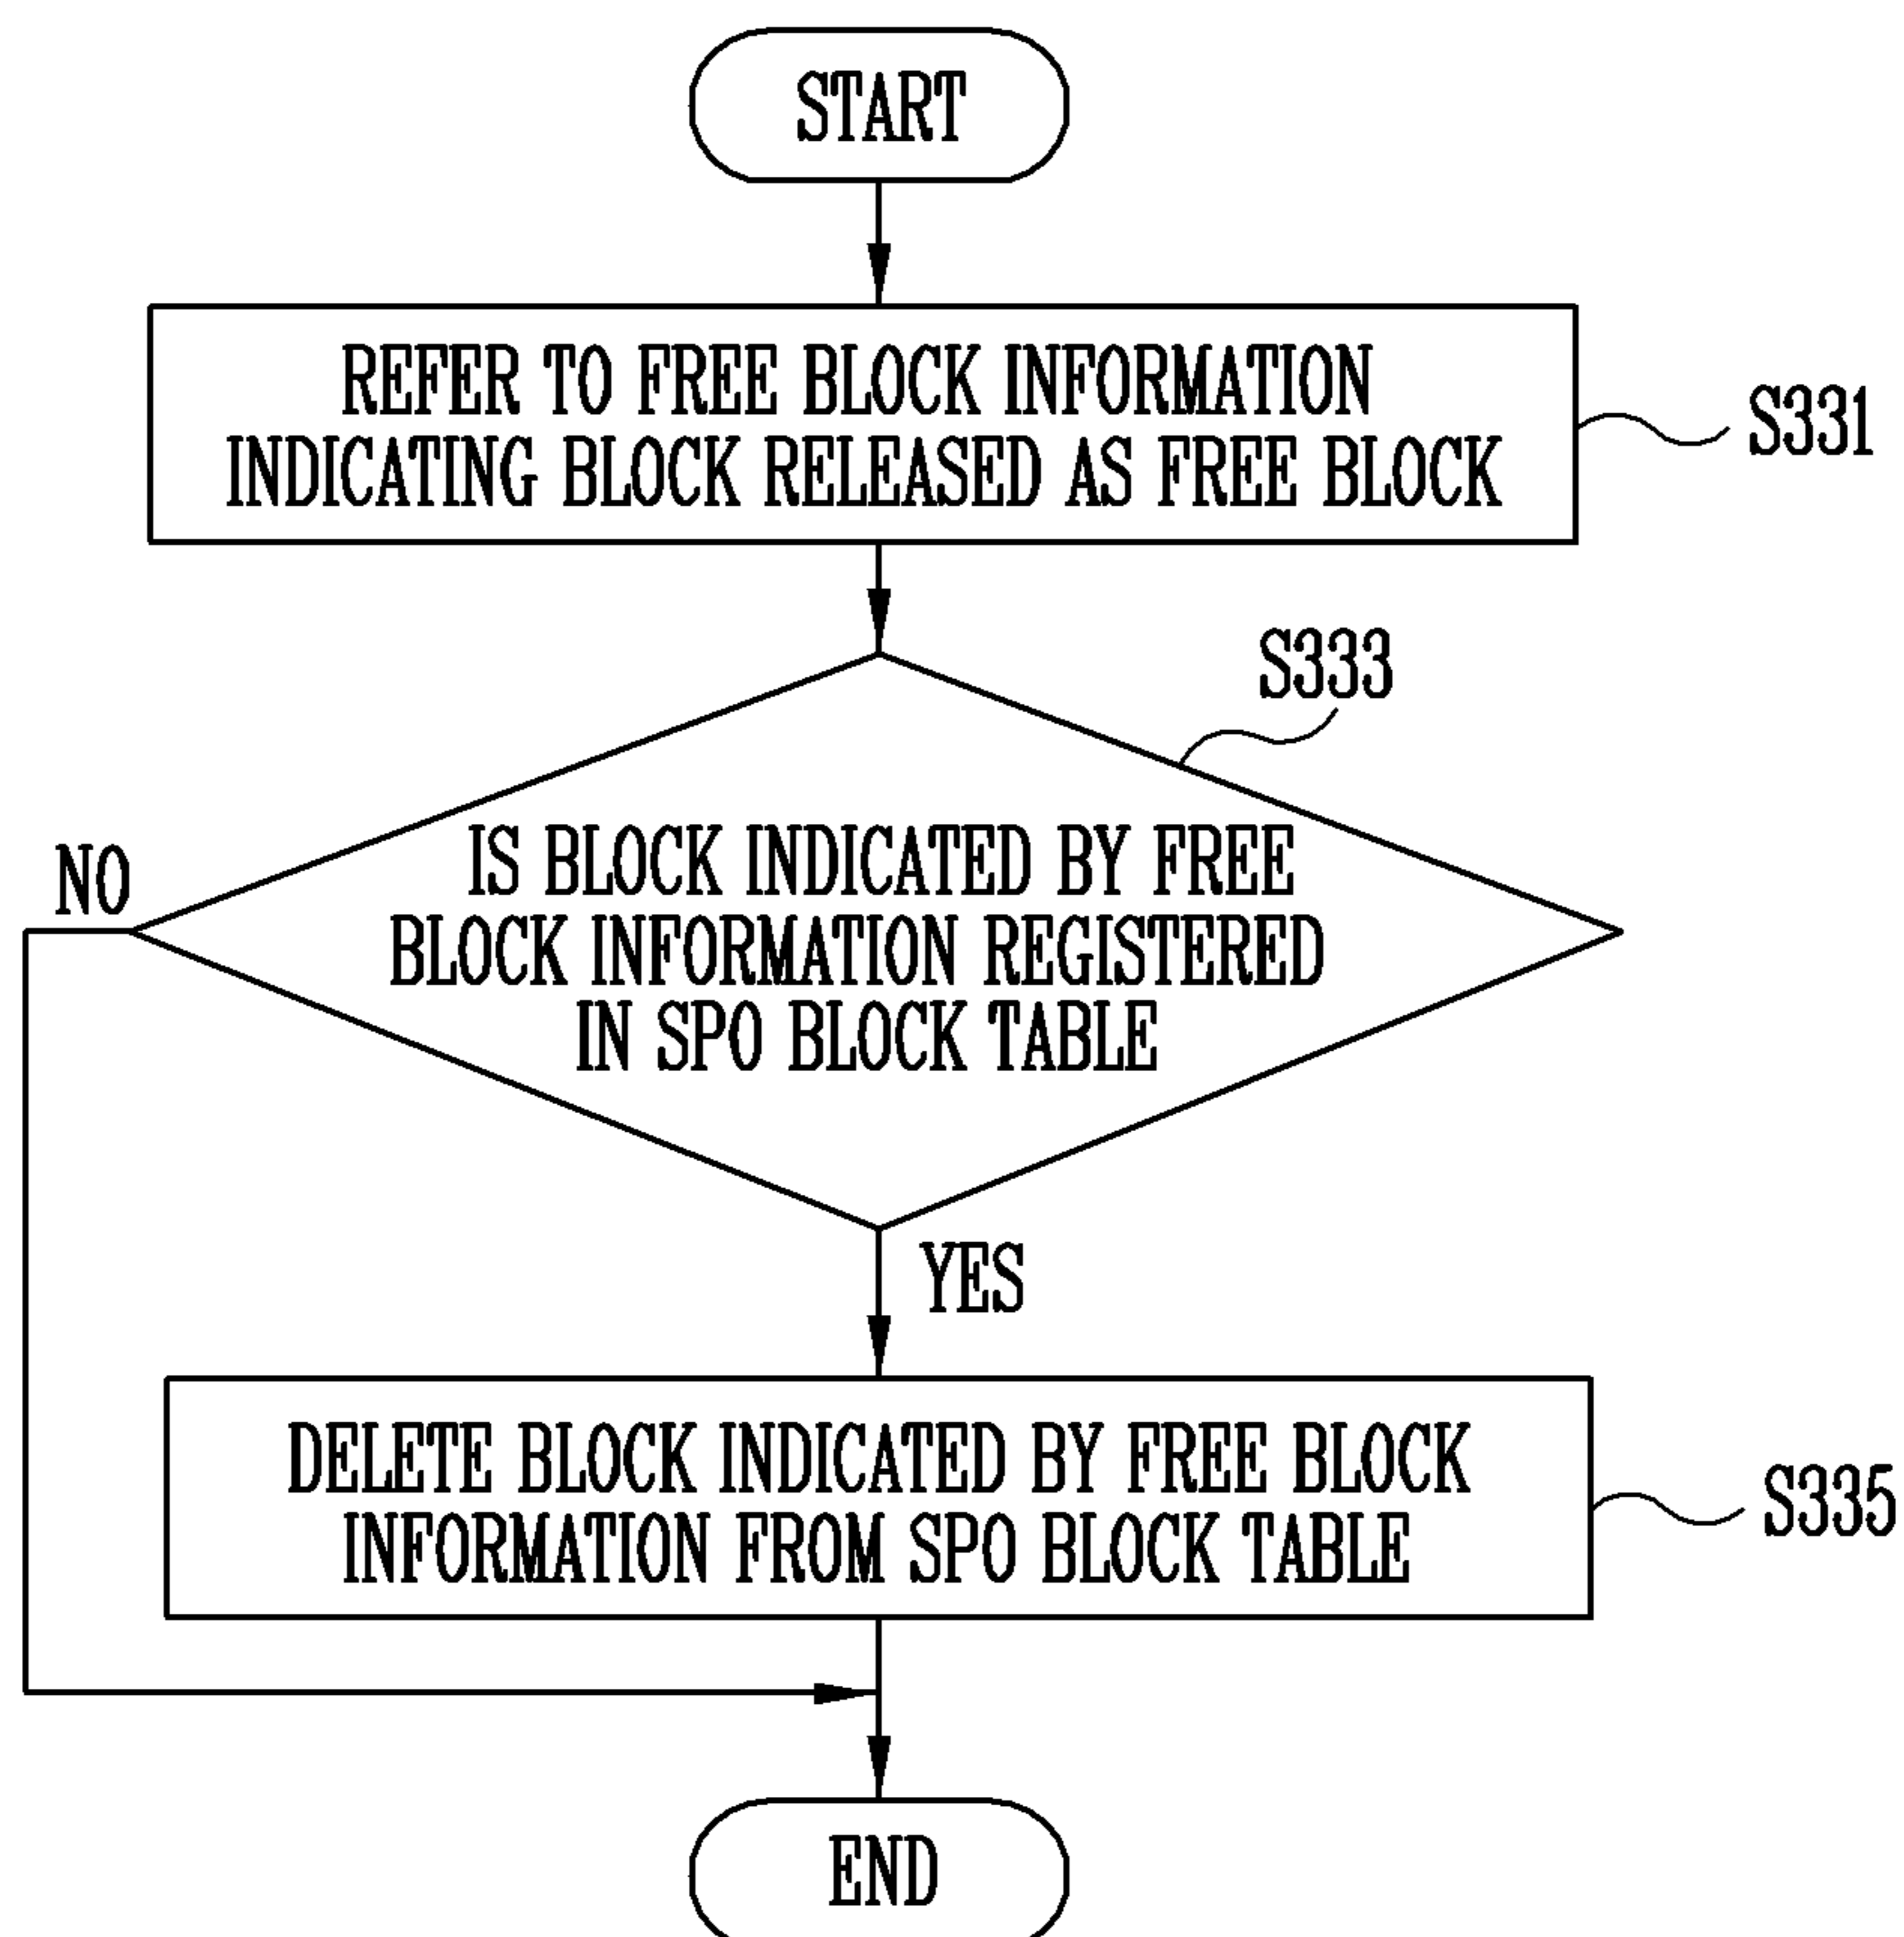 START
REFER TO FREE BLOCK INFORMATION
INDICATING BLOCK RELEASED AS FREE BLOCK
S331
S333
IS BLOCK INDICATED BY FREE
BLOCK INFORMATION REGISTERED
IN SPO BLOCK TABLE
NO
YES
DELETE BLOCK INDICATED BY FREE BLOCK
INFORMATION FROM SPO BLOCK TABLE
S335
END